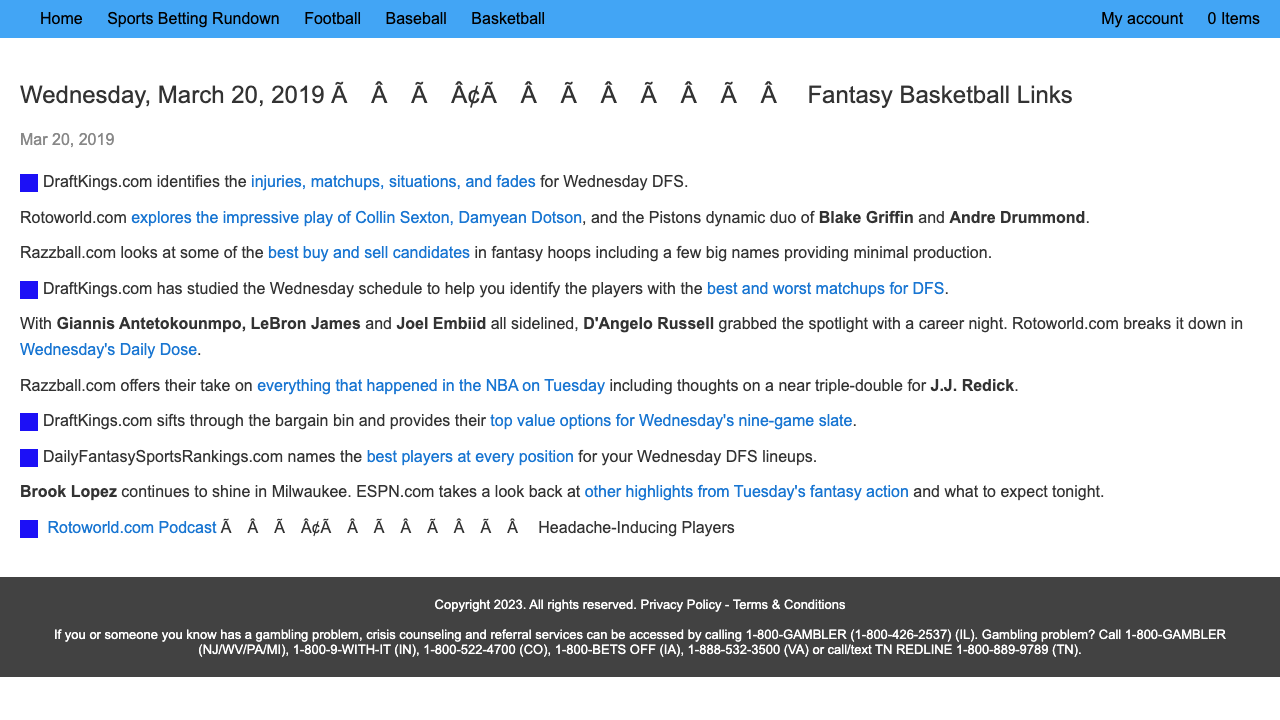 Home Sports Betting Rundown Football Baseball Basketball My account 0 Items
Wednesday, March 20, 2019 Ã Â Ã Â¢Ã Â Ã Â Ã Â Ã Â Fantasy Basketball Links
Mar 20, 2019
DraftKings.com identifies the injuries, matchups, situations, and fades for Wednesday DFS.
Rotoworld.com explores the impressive play of Collin Sexton, Damyean Dotson, and the Pistons dynamic duo of Blake Griffin and Andre Drummond.
Razzball.com looks at some of the best buy and sell candidates in fantasy hoops including a few big names providing minimal production.
DraftKings.com has studied the Wednesday schedule to help you identify the players with the best and worst matchups for DFS.
With Giannis Antetokounmpo, LeBron James and Joel Embiid all sidelined, D'Angelo Russell grabbed the spotlight with a career night. Rotoworld.com breaks it down in
Wednesday's Daily Dose.
Razzball.com offers their take on everything that happened in the NBA on Tuesday including thoughts on a near triple-double for J.J. Redick.
DraftKings.com sifts through the bargain bin and provides their top value options for Wednesday's nine-game slate.
DailyFantasySportsRankings.com names the best players at every position for your Wednesday DFS lineups.
Brook Lopez continues to shine in Milwaukee. ESPN.com takes a look back at other highlights from Tuesday's fantasy action and what to expect tonight.
Rotoworld.com Podcast Ã Â Ã Â¢Ã Â Ã Â Ã Â Ã Â Headache-Inducing Players
Copyright 2023. All rights reserved. Privacy Policy - Terms & Conditions
If you or someone you know has a gambling problem, crisis counseling and referral services can be accessed by calling 1-800-GAMBLER (1-800-426-2537) (IL). Gambling problem? Call 1-800-GAMBLER
(NJ/WV/PA/MI), 1-800-9-WITH-IT (IN), 1-800-522-4700 (CO), 1-800-BETS OFF (IA), 1-888-532-3500 (VA) or call/text TN REDLINE 1-800-889-9789 (TN).